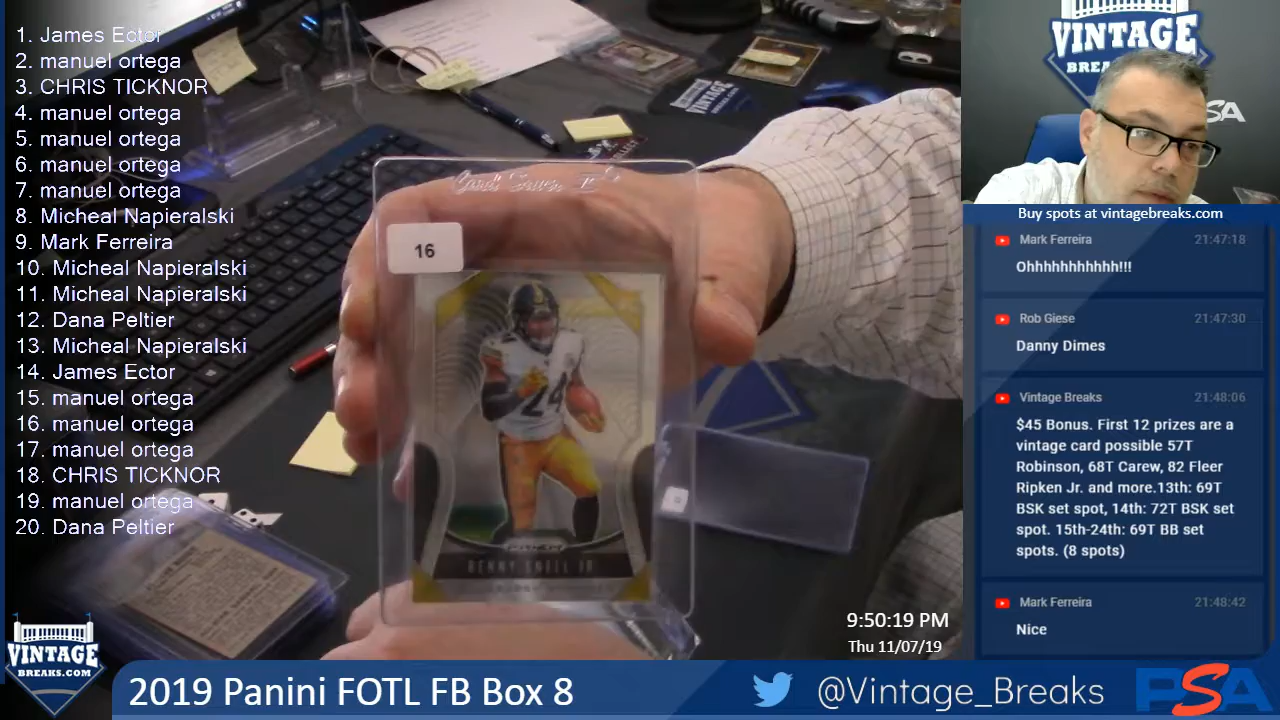 1. James Ector
2. manuel ortega
3. CHRIS TICKNOR
4. manuel ortega
5. manuel ortega
6. manuel ortega
7. manuel ortega
8. Micheal Napieralski
9. Mark Ferreira
10. Micheal Napieralski
11. Micheal Napieralski
12. Dana Peltier
13. Micheal Napieralski
14. James Ector
15. manuel ortega
16. manuel ortega
17. manuel ortega
18. CHRIS TICKNOR
19. manuel ortega
20. Dana Peltier
Card Saver II
16
24
PRIZM
BENNY SNELL JR
VINTAGE
VINTAGE
BREA
SA
Buy spots at vintagebreaks.com
Mark Ferreira 21:47:18
Ohhhhhhhhhhh!!!
Rob Giese 21:47:30
Danny Dimes
Vintage Breaks 21:48:06
$45 Bonus. First 12 prizes are a
vintage card possible 57T
Robinson, 68T Carew, 82 Fleer
Ripken Jr. and more.13th: 69T
BSK set spot, 14th: 72T BSK set
spot. 15th-24th: 69T BB set
spots. (8 spots)
Mark Ferreira 21:48:42
Nice
9:50:19 PM
Thu 11/07/19
VINTAGE
BREAKS.COM
2019 Panini FOTL FB Box 8
@Vintage_Breaks
PSA